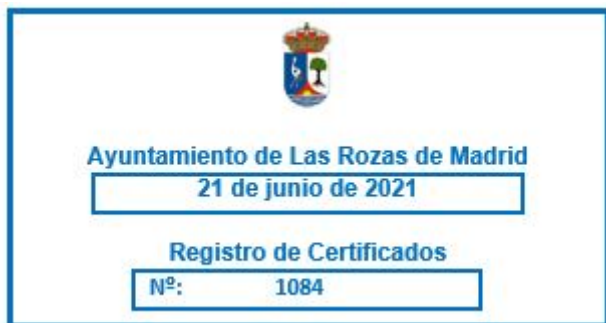 Ayuntamiento de Las Rozas de Madrid
21 de junio de 2021
Registro de Certificados
Nº: 1084